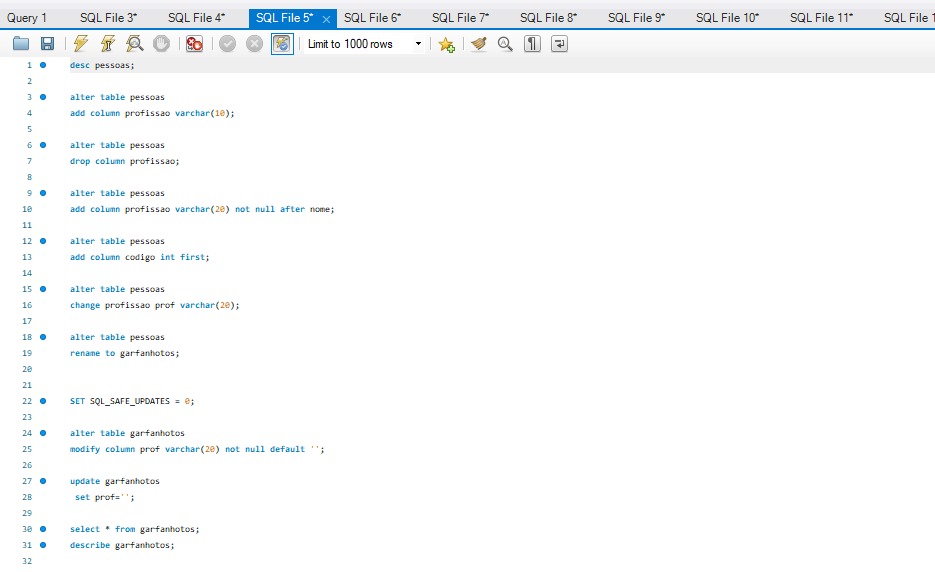 Query 1 SQL File 3* SQL File 4* SQL File 5* SQL File 6* SQL File 7* SQL File 8* SQL File 9* SQL File 10* SQL File 11* SQL File 1
Limit to 1000 rows
1 desc pessoas;
2
3 alter table pessoas
4 add column profissao varchar(10);
5
6 alter table pessoas
7 drop column profissao;
8
9 alter table pessoas
10 add column profissao varchar(20) not null after nome;
11
12 alter table pessoas
13 add column codigo int first;
14
15 alter table pessoas
16 change profissao prof varchar(20);
17
18 alter table pessoas
19 rename to garfanhotos;
20
21
22 SET SQL_SAFE_UPDATES = 0;
23
24 alter table garfanhotos
25 modify column prof varchar(20) not null default '';
26
27 update garfanhotos
28 set prof='';
29
30 select * from garfanhotos;
31 describe garfanhotos;
32